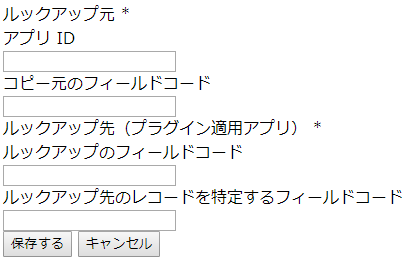 ルックアップ元 *
アプリ ID
コピー元のフィールドコード
ルックアップ先（プラグイン適用アプリ） *
ルックアップのフィールドコード
ルックアップ先のレコードを特定するフィールドコード
保存する キャンセル